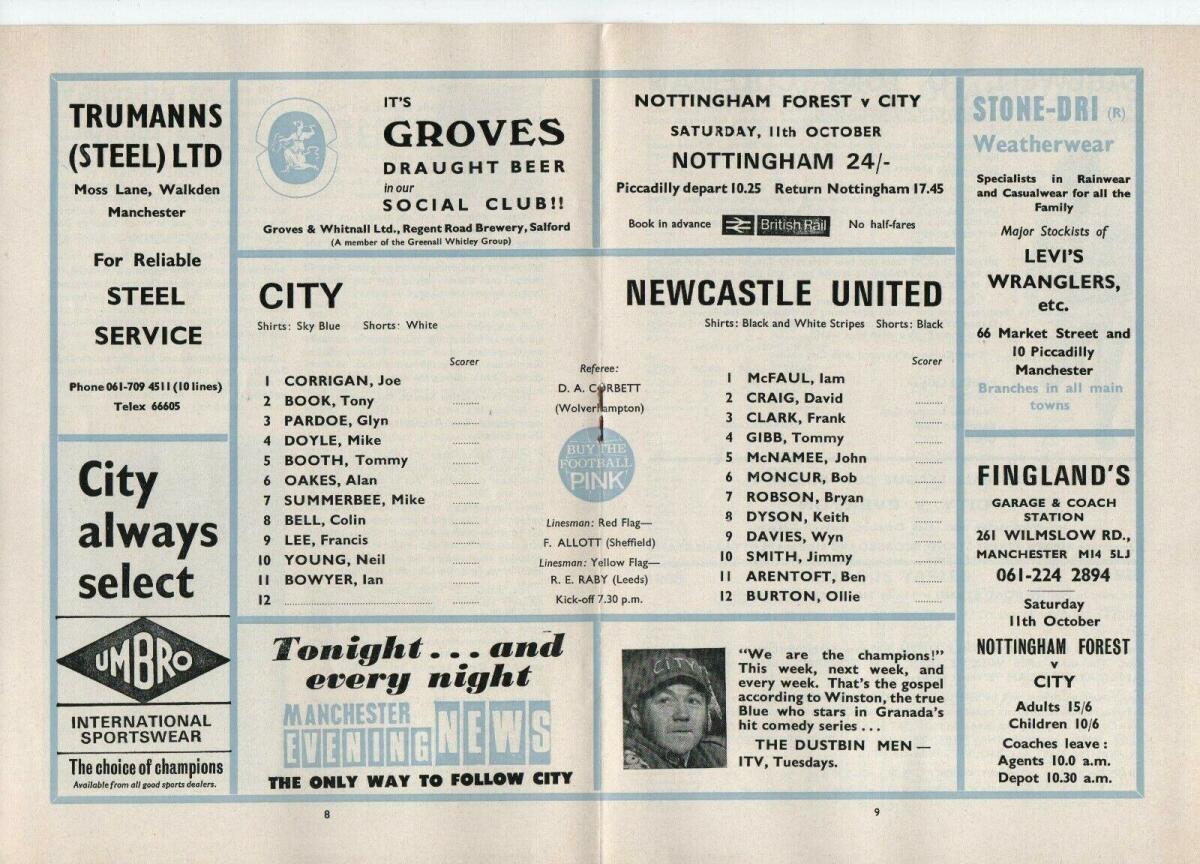 TRUMANNS
(STEEL) LTD
Moss Lane, Walkden
Manchester
For Reliable
STEEL
SERVICE
Phone 061-709 4511 (10 lines)
Telex 66605
City
always
select
UMBRO
INTERNATIONAL
SPORTSWEAR
The choice of champions
Available from all good sports dealers.
IT'S
GROVES
DRAUGHT BEER
in our
SOCIAL CLUB!!
Groves & Whitnall Ltd., Regent Road Brewery, Salford
(A member of the Greenall Whitley Group)
NOTTINGHAM FOREST v CITY
SATURDAY, 11th OCTOBER
NOTTINGHAM 24/-
Piccadilly depart 10.25 Return Nottingham 17.45
Book in advance British Rail No half-fares
CITY
Shirts: Sky Blue Shorts: White
Scorer
1 CORRIGAN, Joe
2 BOOK, Tony ..........
3 PARDOE, Glyn ..........
4 DOYLE, Mike ..........
5 BOOTH, Tommy ..........
6 OAKES, Alan ..........
7 SUMMERBEE, Mike ..........
8 BELL, Colin ..........
9 LEE, Francis ..........
10 YOUNG, Neil ..........
11 BOWYER, Ian ..........
12 .......................................... ..........
Referee:
D. A. CORBETT
(Wolverhampton)
BUY THE
FOOTBALL
'PINK'
Linesman: Red Flag—
F. ALLOTT (Sheffield)
Linesman: Yellow Flag—
R. E. RABY (Leeds)
Kick-off 7.30 p.m.
NEWCASTLE UNITED
Shirts: Black and White Stripes Shorts: Black
Scorer
1 McFAUL, Iam
2 CRAIG, David ..........
3 CLARK, Frank ..........
4 GIBB, Tommy ..........
5 McNAMEE, John ..........
6 MONCUR, Bob ..........
7 ROBSON, Bryan ..........
8 DYSON, Keith ..........
9 DAVIES, Wyn ..........
10 SMITH, Jimmy ..........
11 ARENTOFT, Ben ..........
12 BURTON, Ollie ..........
Tonight... and
every night
MANCHESTER
EVENING NEWS
THE ONLY WAY TO FOLLOW CITY
CITY
"We are the champions!"
This week, next week, and
every week. That's the gospel
according to Winston, the true
Blue who stars in Granada's
hit comedy series ...
THE DUSTBIN MEN —
ITV, Tuesdays.
STONE-DRI (R)
Weatherwear
Specialists in Rainwear
and Casualwear for all the
Family
Major Stockists of
LEVI'S
WRANGLERS,
etc.
66 Market Street and
10 Piccadilly
Manchester
Branches in all main
towns
FINGLAND'S
GARAGE & COACH
STATION
261 WILMSLOW RD.,
MANCHESTER M14 5LJ
061-224 2894
Saturday
11th October
NOTTINGHAM FOREST
v
CITY
Adults 15/6
Children 10/6
Coaches leave:
Agents 10.0 a.m.
Depot 10.30 a.m.
8
9